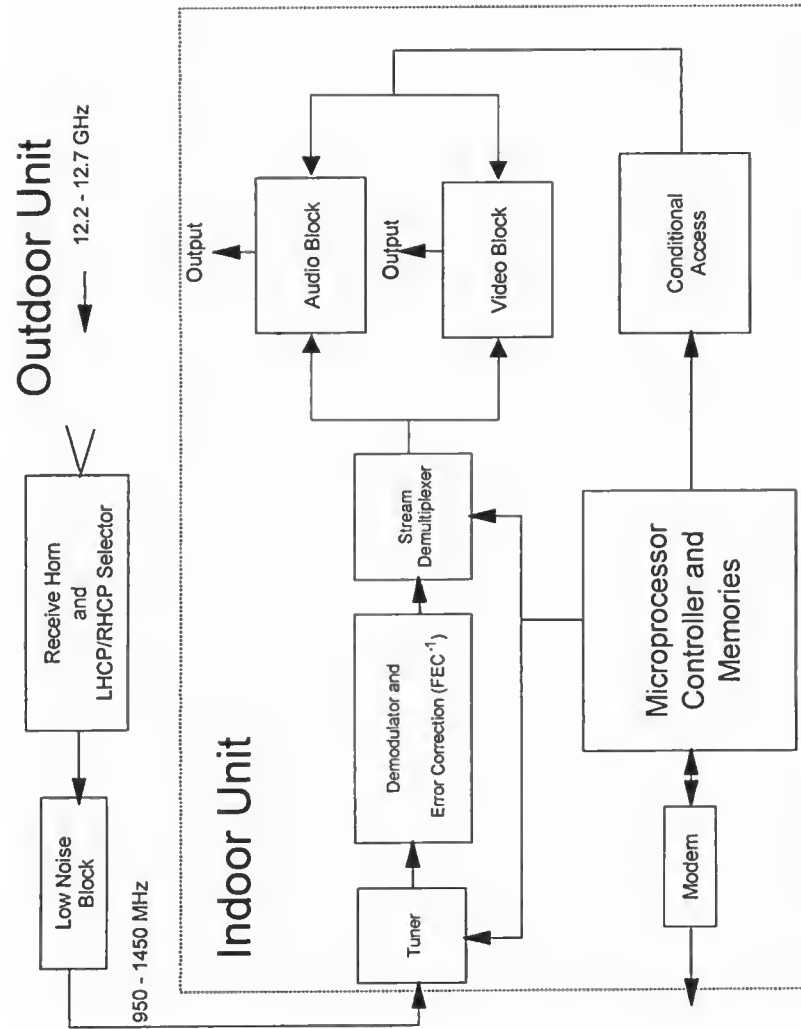 Outdoor Unit
12.2 - 12.7 GHz
Receive Horn
and
LHCP/RHCP Selector
Low Noise
Block
950 - 1450 MHz
Indoor Unit
Tuner
Demodulator and
Error Correction (FEC⁻¹)
Stream
Demultiplexer
Output
Audio Block
Output
Video Block
Modem
Microprocessor
Controller and
Memories
Conditional
Access